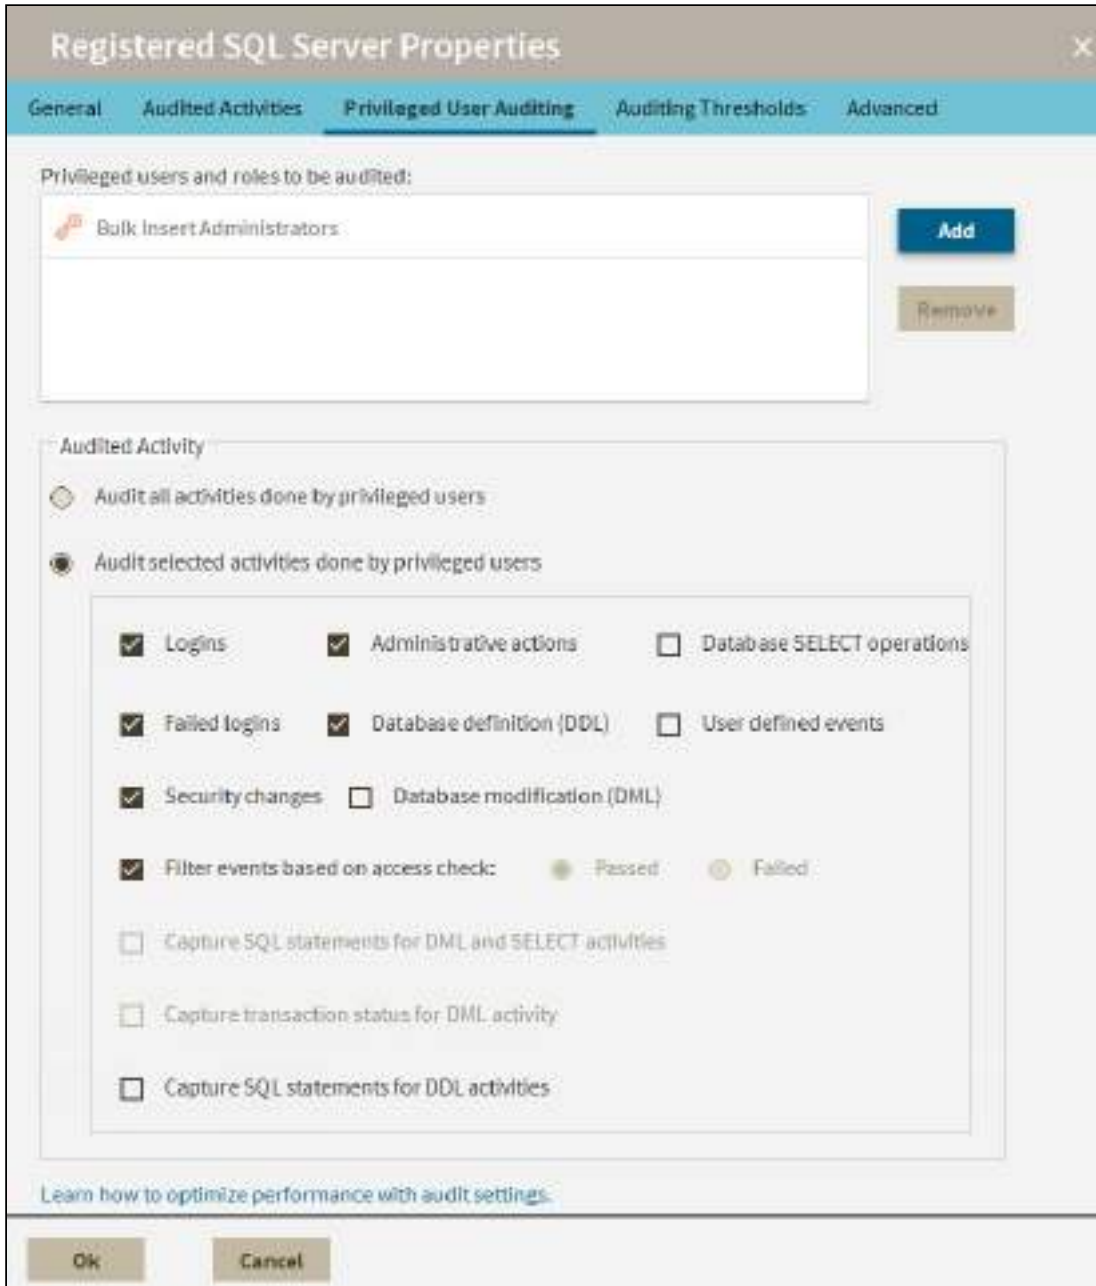 Registered SQL Server Properties
General Audited Activities Privileged User Auditing Auditing Thresholds Advanced
Privileged users and roles to be audited:
Bulk Insert Administrators
Add
Remove
Audited Activity
Audit all activities done by privileged users
Audit selected activities done by privileged users
Logins Administrative actions Database SELECT operations
Failed logins Database definition (DDL) User defined events
Security changes Database modification (DML)
Filter events based on access check: Passed Failed
Capture SQL statements for DML and SELECT activities
Capture transaction status for DML activity
Capture SQL statements for DDL activities
Learn how to optimize performance with audit settings.
Ok Cancel